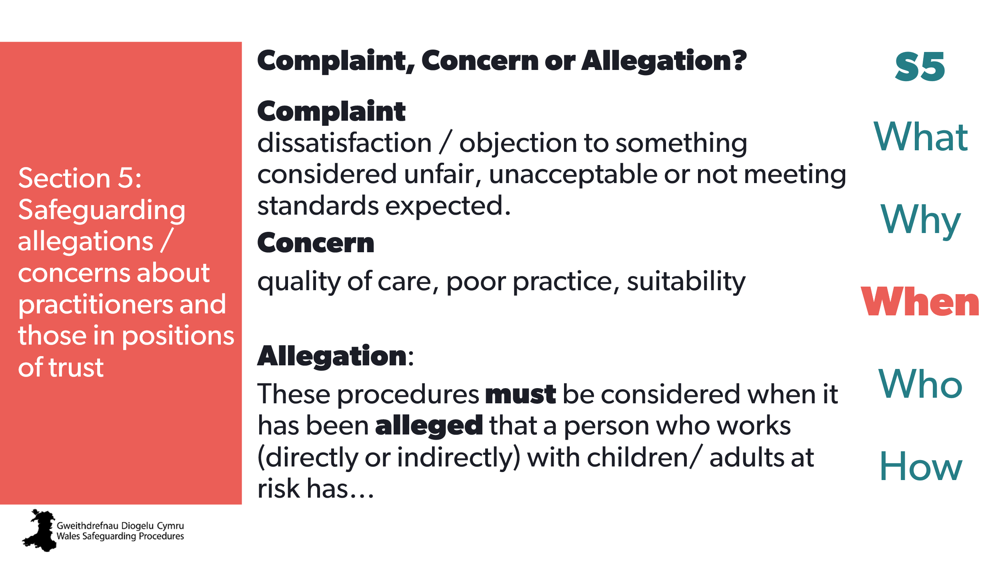 Complaint, Concern or Allegation?
Complaint
dissatisfaction / objection to something
considered unfair, unacceptable or not meeting
standards expected.
Concern
quality of care, poor practice, suitability
Allegation:
These procedures must be considered when it
has been alleged that a person who works
(directly or indirectly) with children/ adults at
risk has...
Section 5:
Safeguarding
allegations /
concerns about
practitioners and
those in positions
of trust
S5
What
Why
When
Who
How
Gweithdrefnau Diogelu Cymru
Wales Safeguarding Procedures